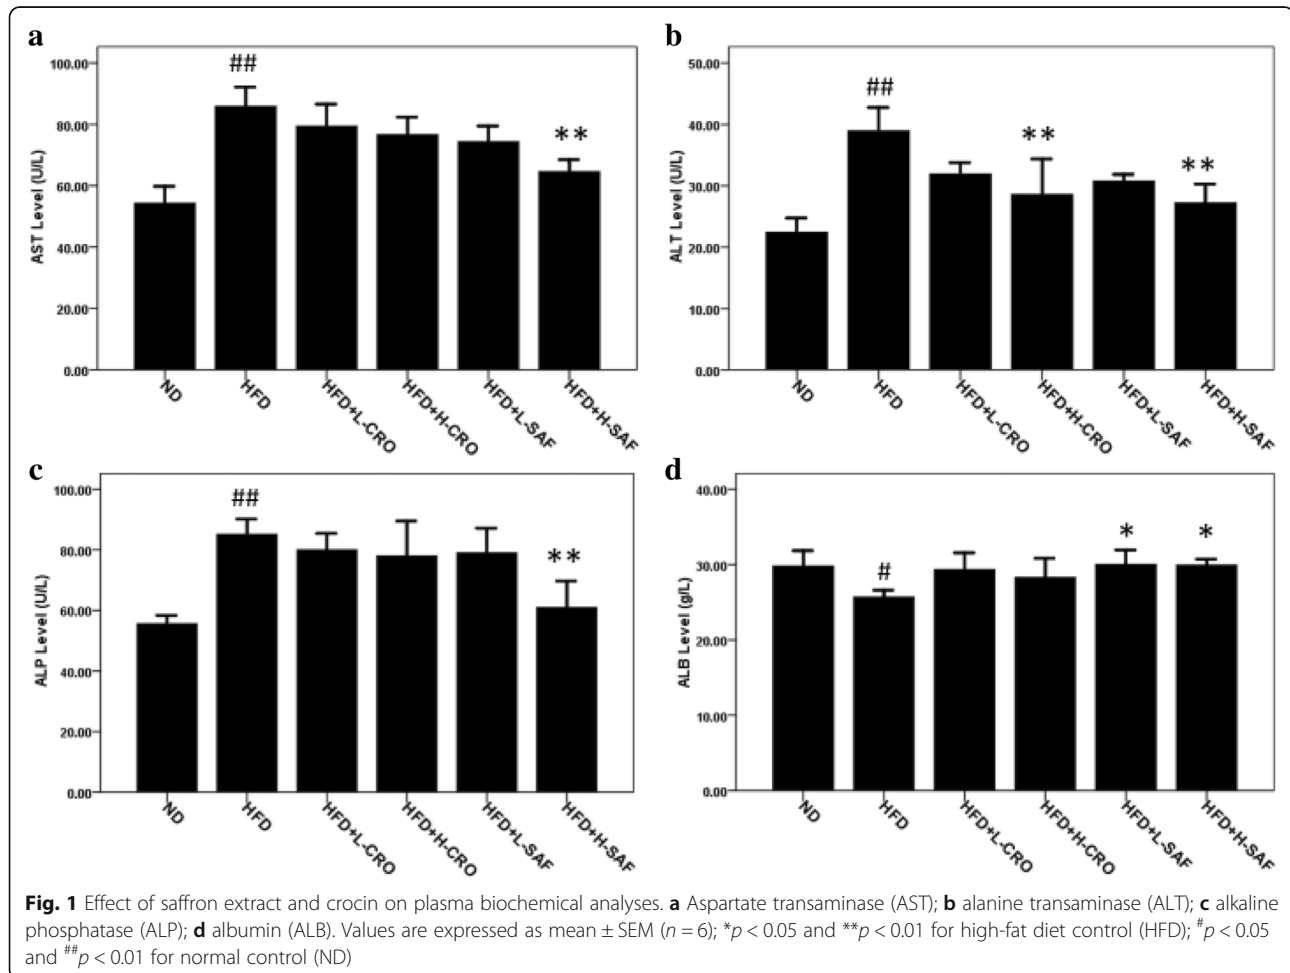 a
##
**
100.00
80.00
60.00
40.00
20.00
0.00
AST Level (U/L)
ND
HFD
HFD+L-CRO
HFD+H-CRO
HFD+L-SAF
HFD+H-SAF
b
##
**
**
50.00
40.00
30.00
20.00
10.00
0.00
ALT Level (U/L)
ND
HFD
HFD+L-CRO
HFD+H-CRO
HFD+L-SAF
HFD+H-SAF
c
##
**
100.00
80.00
60.00
40.00
20.00
0.00
ALP Level (U/L)
ND
HFD
HFD+L-CRO
HFD+H-CRO
HFD+L-SAF
HFD+H-SAF
d
#
*
*
40.00
30.00
20.00
10.00
0.00
ALB Level (g/L)
ND
HFD
HFD+L-CRO
HFD+H-CRO
HFD+L-SAF
HFD+H-SAF
Fig. 1 Effect of saffron extract and crocin on plasma biochemical analyses. a Aspartate transaminase (AST); b alanine transaminase (ALT); c alkaline
phosphatase (ALP); d albumin (ALB). Values are expressed as mean ± SEM (n = 6); *p < 0.05 and **p < 0.01 for high-fat diet control (HFD); #p < 0.05
and ##p < 0.01 for normal control (ND)